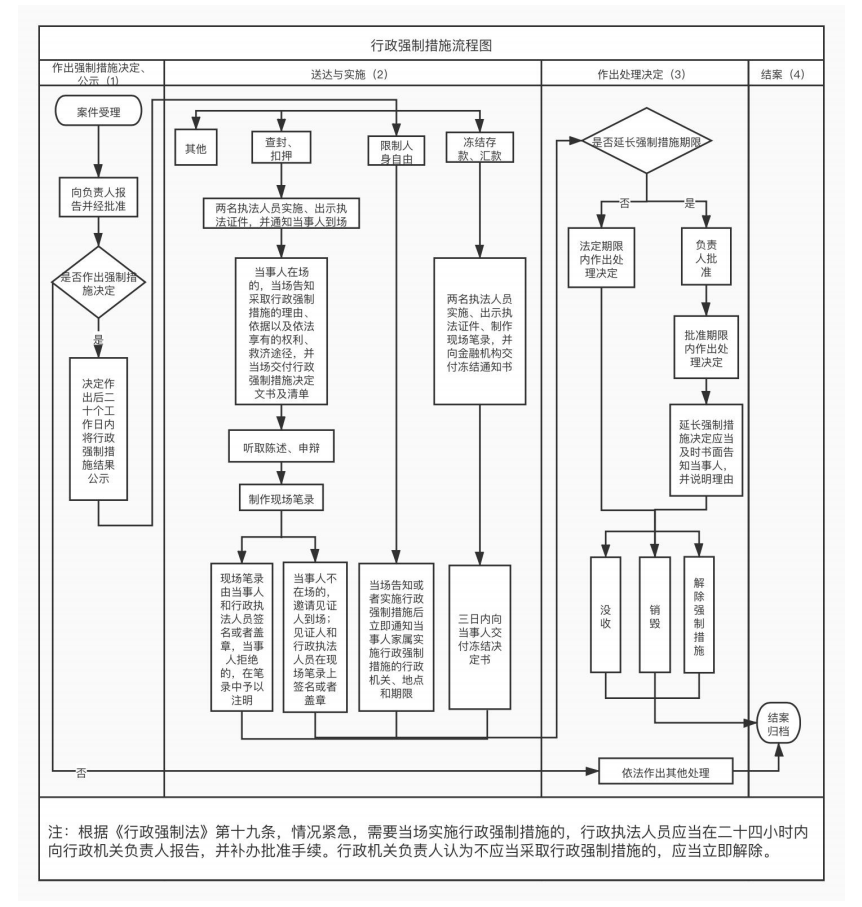 行政强制措施流程图
作出强制措施决定、
公示（1）
送达与实施（2）
作出处理决定（3）
结案（4）
案件受理
向负责人报
告并经批准
是否作出强制措
施决定
是
决定作
出后二
十个工
作日内
将行政
强制措
施结果
公示
否
其他
查封、
扣押
限制人
身自由
冻结存
款、汇款
两名执法人员实施、出示执
法证件，并通知当事人到场
当事人在场
的，当场告知
采取行政强制
措施的理由、
依据以及依法
享有的权利、
救济途径，并
当场交付行政
强制措施决定
文书及清单
听取陈述、申辩
制作现场笔录
现场笔录
由当事人
和行政执
法人员签
名或者盖
章，当事
人拒绝
的，在笔
录中予以
注明
当事人不
在场的，
邀请见证
人到场；
见证人和
行政执法
人员在现
场笔录上
签名或者
盖章
当场告知或
者实施行政
强制措施后
立即通知当
事人家属实
施行政强制
措施的行政
机关、地点
和期限
两名执法人员
实施、出示执
法证件、制作
现场笔录，并
向金融机构交
付冻结通知书
三日内向
当事人交
付冻结决
定书
是否延长强制措施期限
否
是
法定期限
内作出处
理决定
负责
人批
准
批准期限
内作出处
理决定
延长强制措
施决定应当
及时书面告
知当事人，
并说明理由
没收
销毁
解除强制措施
依法作出其他处理
结案
归档
注：根据《行政强制法》第十九条，情况紧急，需要当场实施行政强制措施的，行政执法人员应当在二十四小时内
向行政机关负责人报告，并补办批准手续。行政机关负责人认为不应当采取行政强制措施的，应当立即解除。